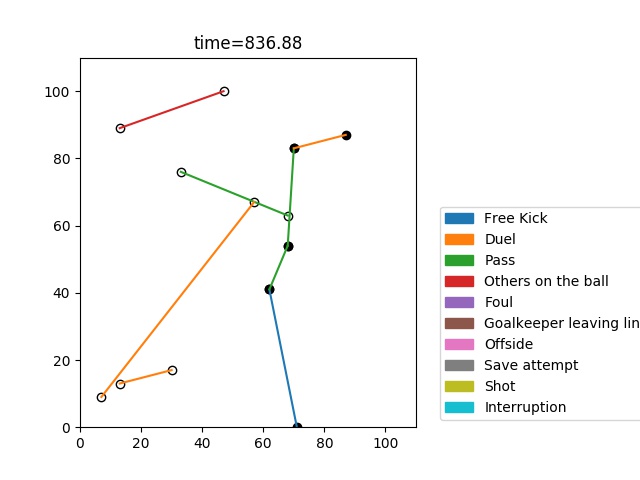 time=836.88
100
80
60
40
20
0
0 20 40 60 80 100
Free Kick
Duel
Pass
Others on the ball
Foul
Goalkeeper leaving lin
Offside
Save attempt
Shot
Interruption